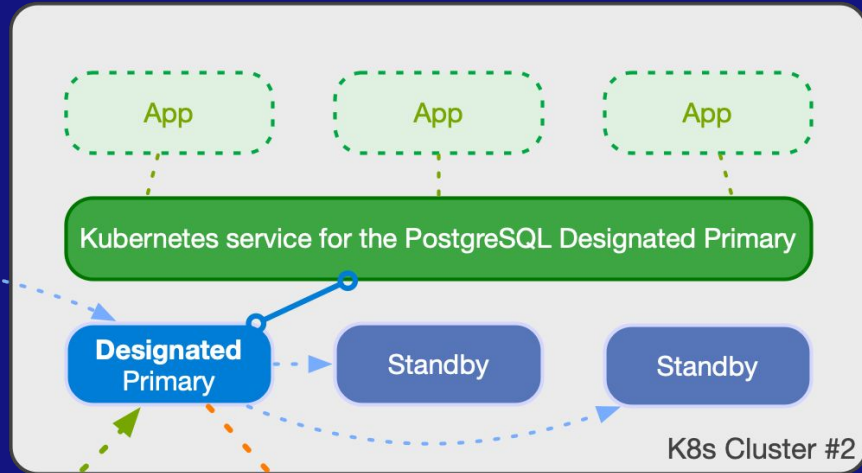 App
App
App
Kubernetes service for the PostgreSQL Designated Primary
Designated
Primary
Standby
Standby
K8s Cluster #2